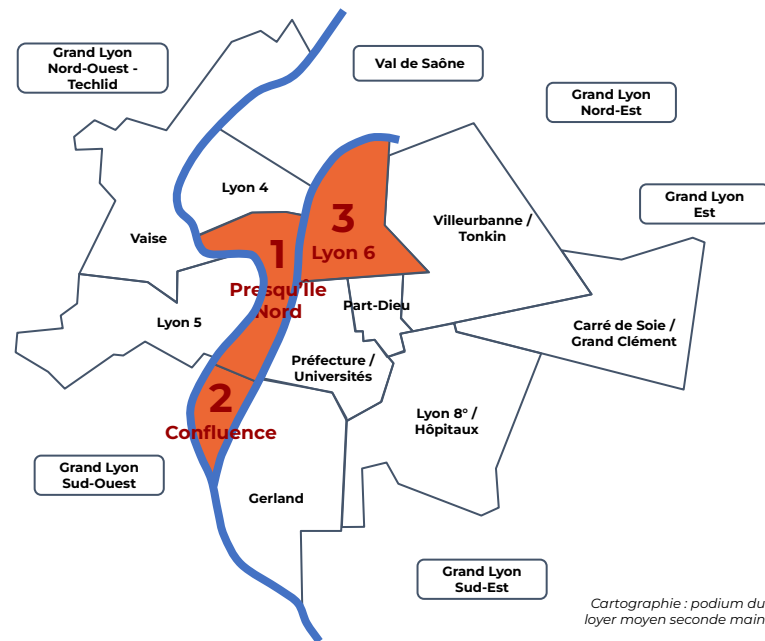 Grand Lyon
Nord-Ouest -
Techlid
Val de Saône
Grand Lyon
Nord-Est
Grand Lyon
Est
Lyon 4
3
Lyon 6
Villeurbanne /
Tonkin
Vaise
1
Presqu'île
Nord
Part-Dieu
Lyon 5
Carré de Soie /
Grand Clément
Préfecture /
Universités
2
Confluence
Lyon 8° /
Hôpitaux
Grand Lyon
Sud-Ouest
Gerland
Grand Lyon
Sud-Est
Cartographie : podium du
loyer moyen seconde main